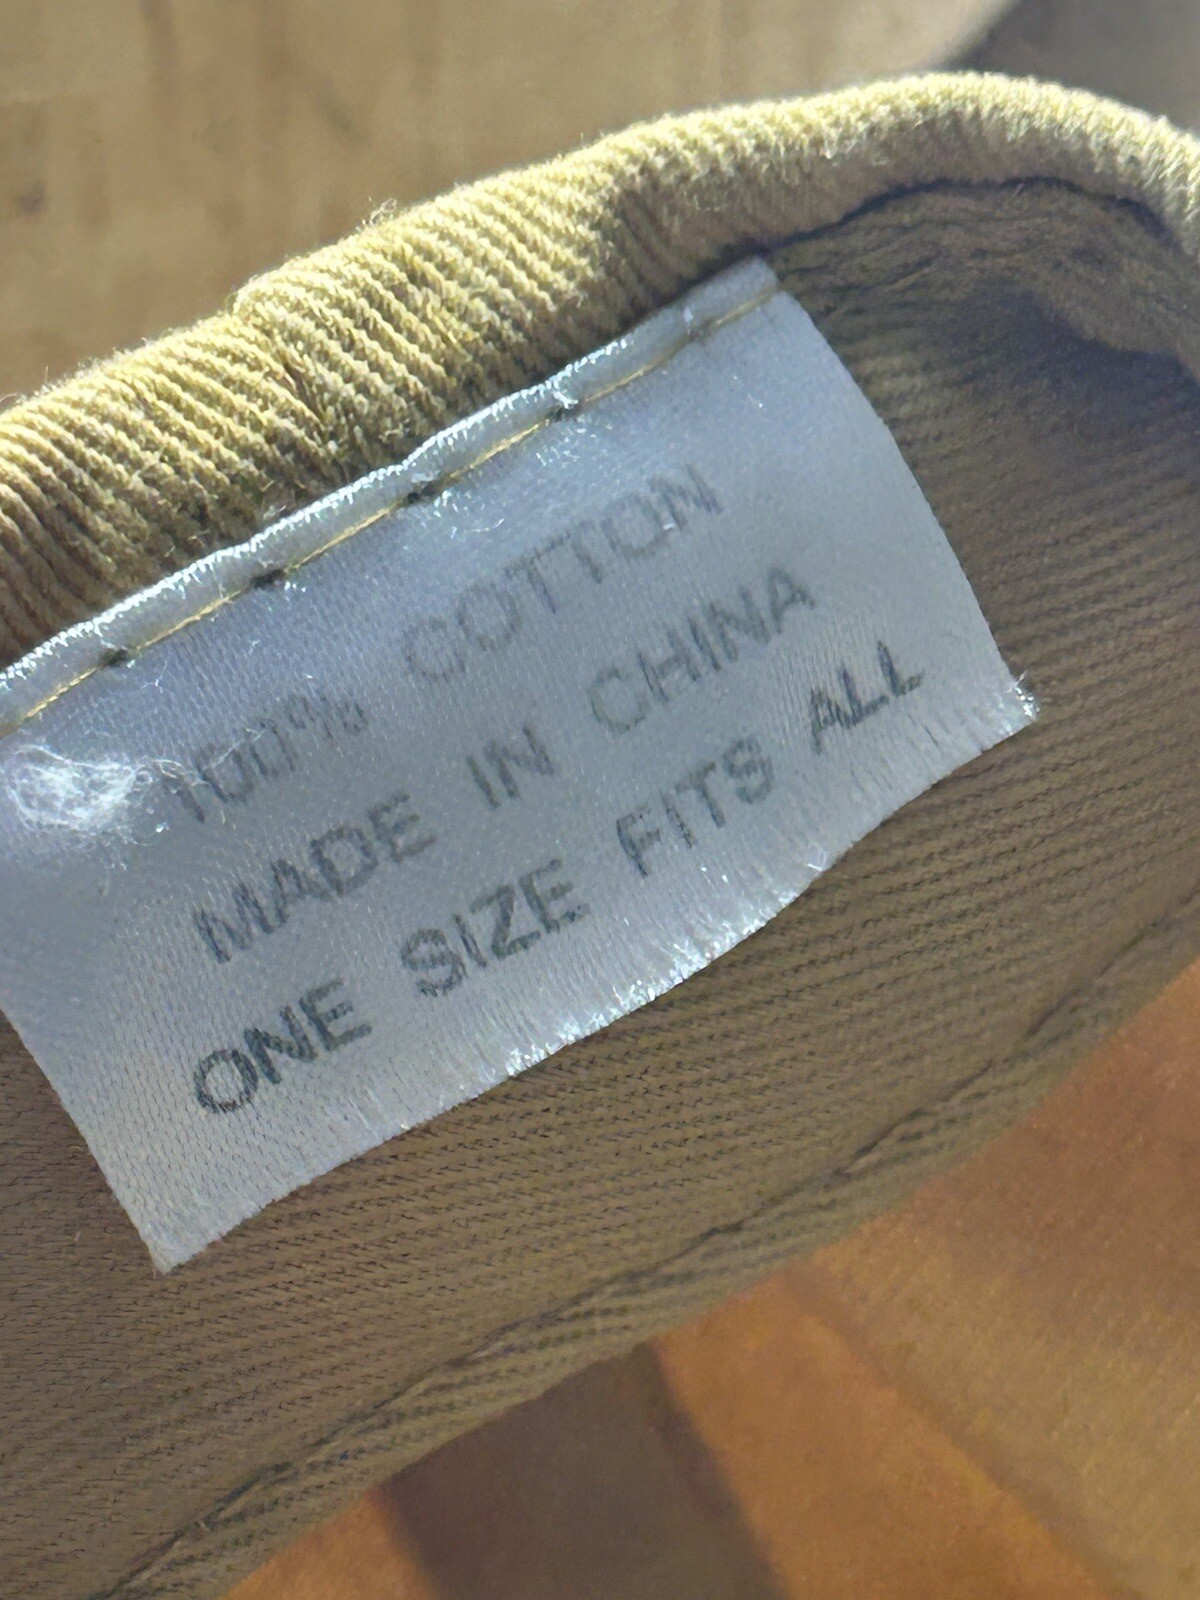 100% COTTON
MADE IN CHINA
ONE SIZE FITS ALL